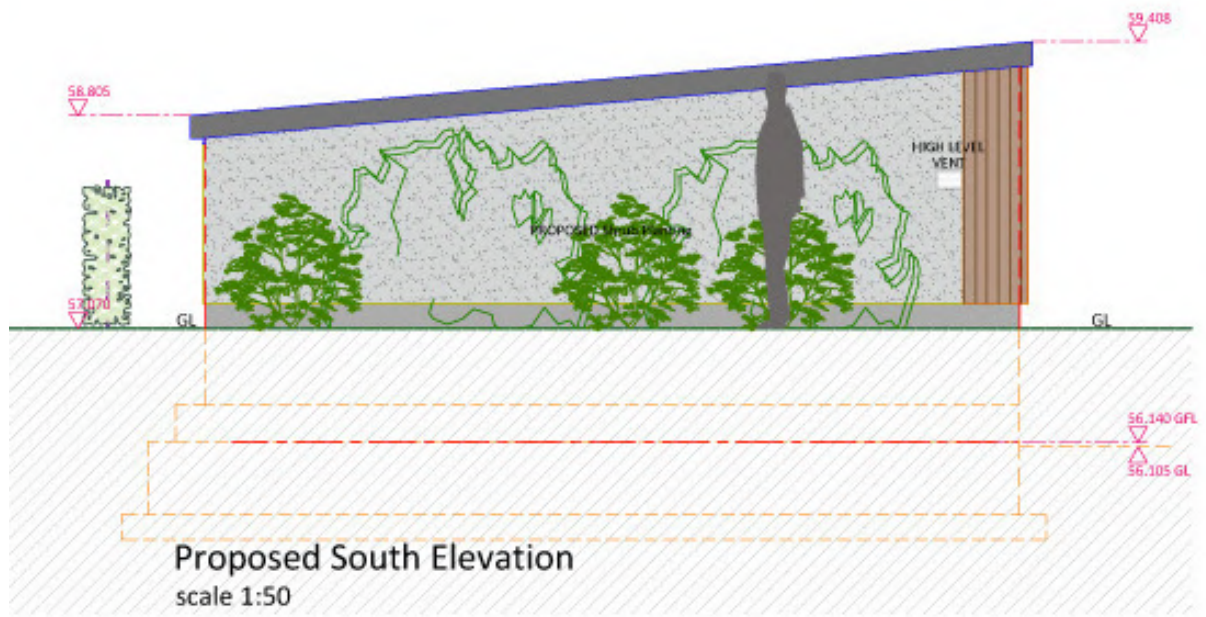 59.408
58.805
HIGH LEVEL
VENT
PROPOSED Shrub Planting
57.070
GL
GL
56.140 GFL
56.105 GL
Proposed South Elevation
scale 1:50